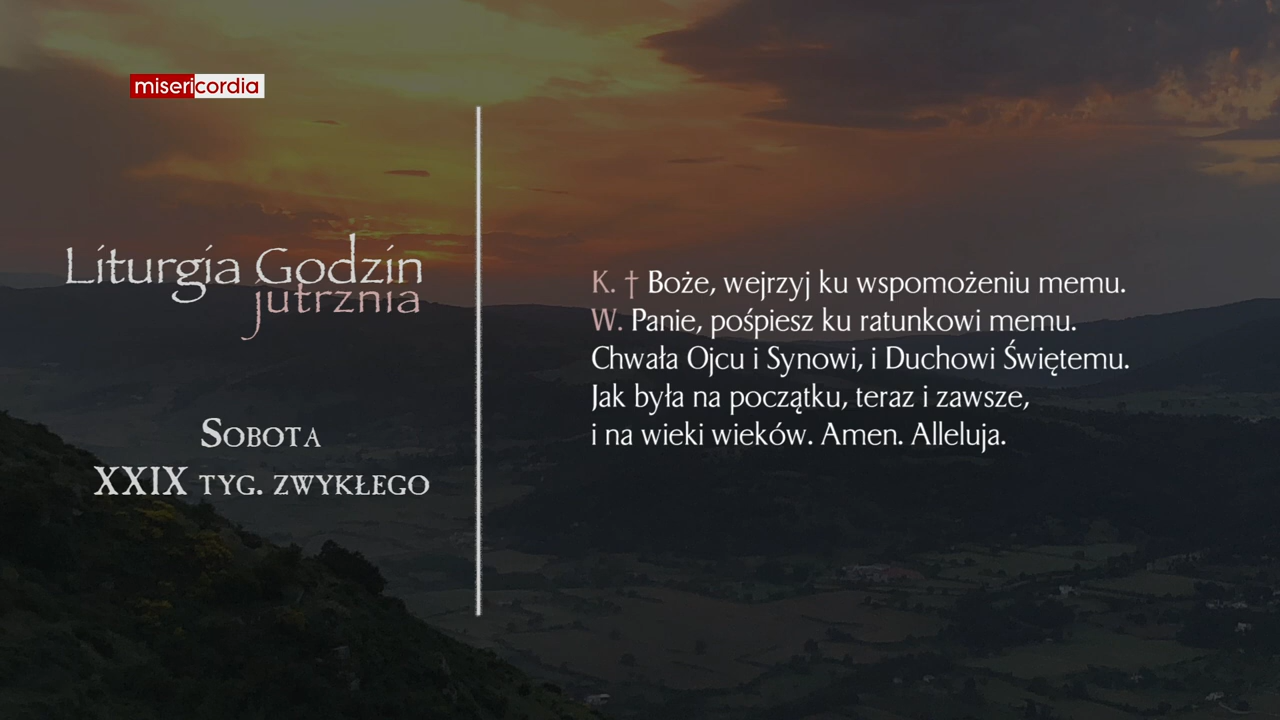 misericordia
Liturgia Godzin
jutrznia
Sobota
XXIX tyg. zwykłego
K. † Boże, wejrzyj ku wspomożeniu memu.
W. Panie, pośpiesz ku ratunkowi memu.
Chwała Ojcu i Synowi, i Duchowi Świętemu.
Jak była na początku, teraz i zawsze,
i na wieki wieków. Amen. Alleluja.